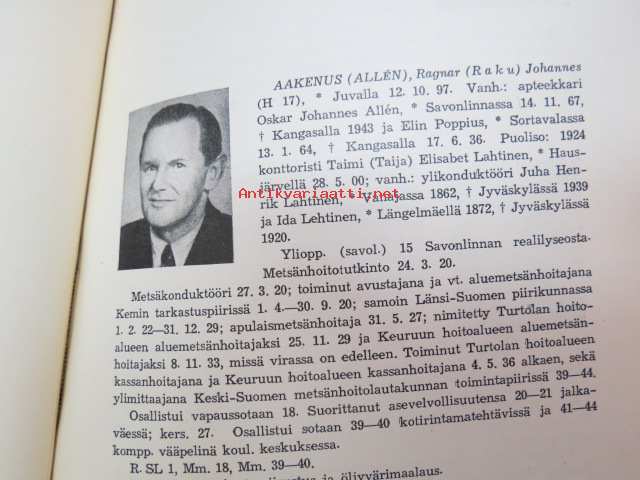 AAKENUS (ALLÉN), Ragnar (Raku) Johannes
(H 17), * Juvalla 12. 10. 97. Vanh.: apteekkari
Oskar Johannes Allén, * Savonlinnassa 14. 11. 67,
† Kangasalla 1943 ja Elin Poppius, * Sortavalassa
13. 1. 64, † Kangasalla 17. 6. 36. Puoliso: 1924
konttoristi Taimi (Taija) Elisabet Lahtinen, * Haus-
järvellä 28. 5. 00; vanh.: ylikonduktööri Juha Hen-
rik Lahtinen, * Vanajassa 1862, † Jyväskylässä 1939
Antikvariaatti.net
ja Ida Lehtinen, * Längelmäellä 1872, † Jyväskylässä
1920.
Yliopp. (savol.) 15 Savonlinnan realilyseosta.
Metsänhoitotutkinto 24. 3. 20.
Metsäkonduktööri 27. 3. 20; toiminut avustajana ja vt. aluemetsänhoitajana
Kemin tarkastuspiirissä 1. 4.—30. 9. 20; samoin Länsi-Suomen piirikunnassa
1. 2. 22—31. 12. 29; apulaismetsänhoitaja 31. 5. 27; nimitetty Turtolan hoito-
alueen aluemetsänhoitajaksi 25. 11. 29 ja Keuruun hoitoalueen aluemetsän-
hoitajaksi 8. 11. 33, missä virassa on edelleen. Toiminut Turtolan hoitoalueen
kassanhoitajana ja Keuruun hoitoalueen kassanhoitajana 4. 5. 36 alkaen, sekä
ylimittaajana Keski-Suomen metsänhoitolautakunnan toimintapiirissä 39—44.
Osallistui vapaussotaan 18. Suorittanut asevelvollisuutensa 20—21 jalka-
väessä; kers. 27. Osallistui sotaan 39—40 kotirintamatehtävissä ja 41—44
kompp. vääpelinä koul. keskuksessa.
R. SL 1, Mm. 18, Mm. 39—40.
ja öljyvärimaalaus.